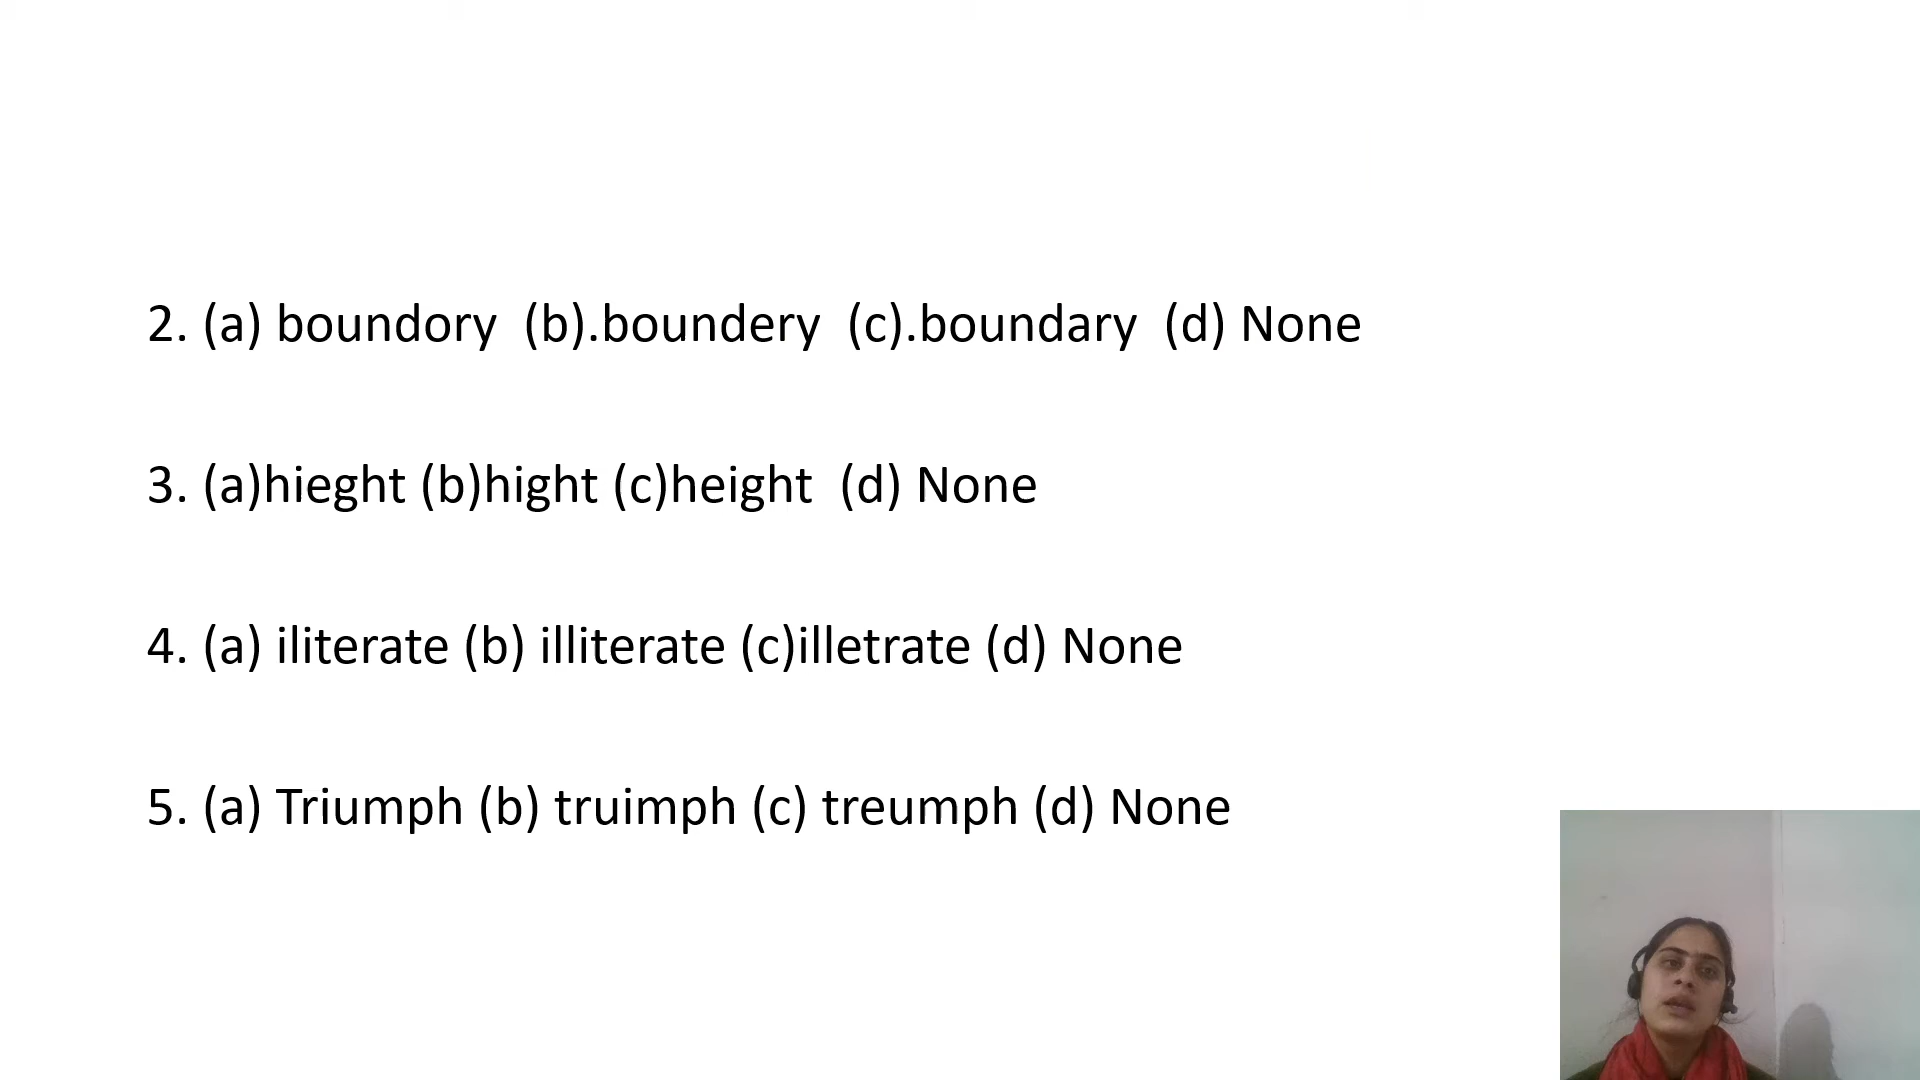 2. (a) boundory (b).boundery (c).boundary (d) None
3. (a)hieght (b)hight (c)height (d) None
4. (a) iliterate (b) illiterate (c)illetrate (d) None
5. (a) Triumph (b) truimph (c) treumph (d) None